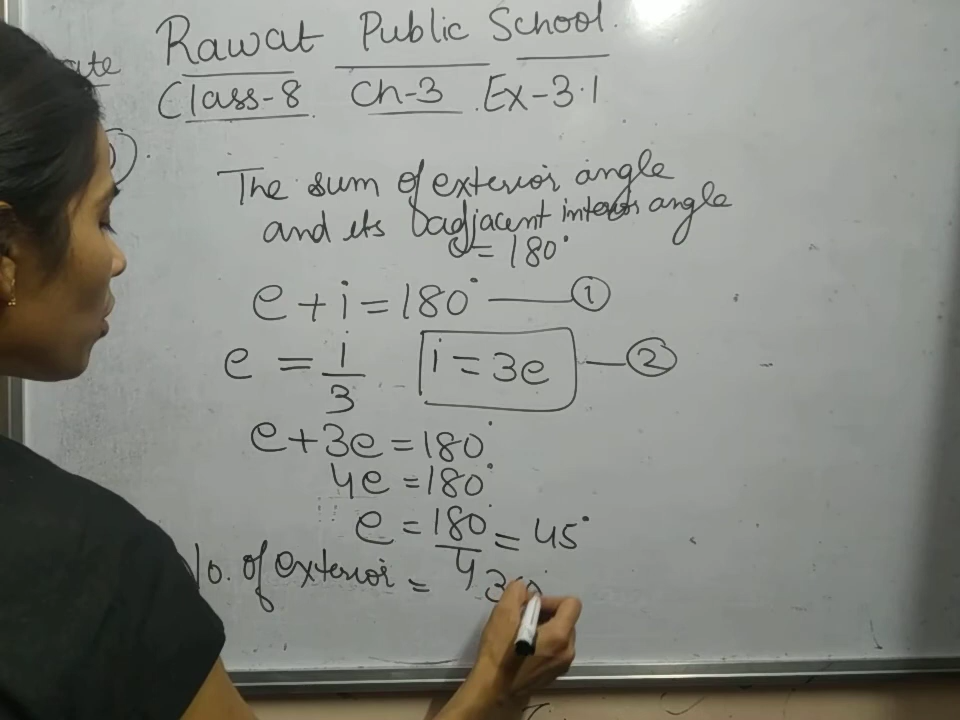 Rawat Public School.
Class-8. Ch-3. Ex-3.1
The sum of exterior angle
and its adjacent interior angle
= 180°
e + i = 180° — ①
e = i/3 i = 3e — ②
e + 3e = 180°
4e = 180°
e = 180/4 = 45°
of exterior =